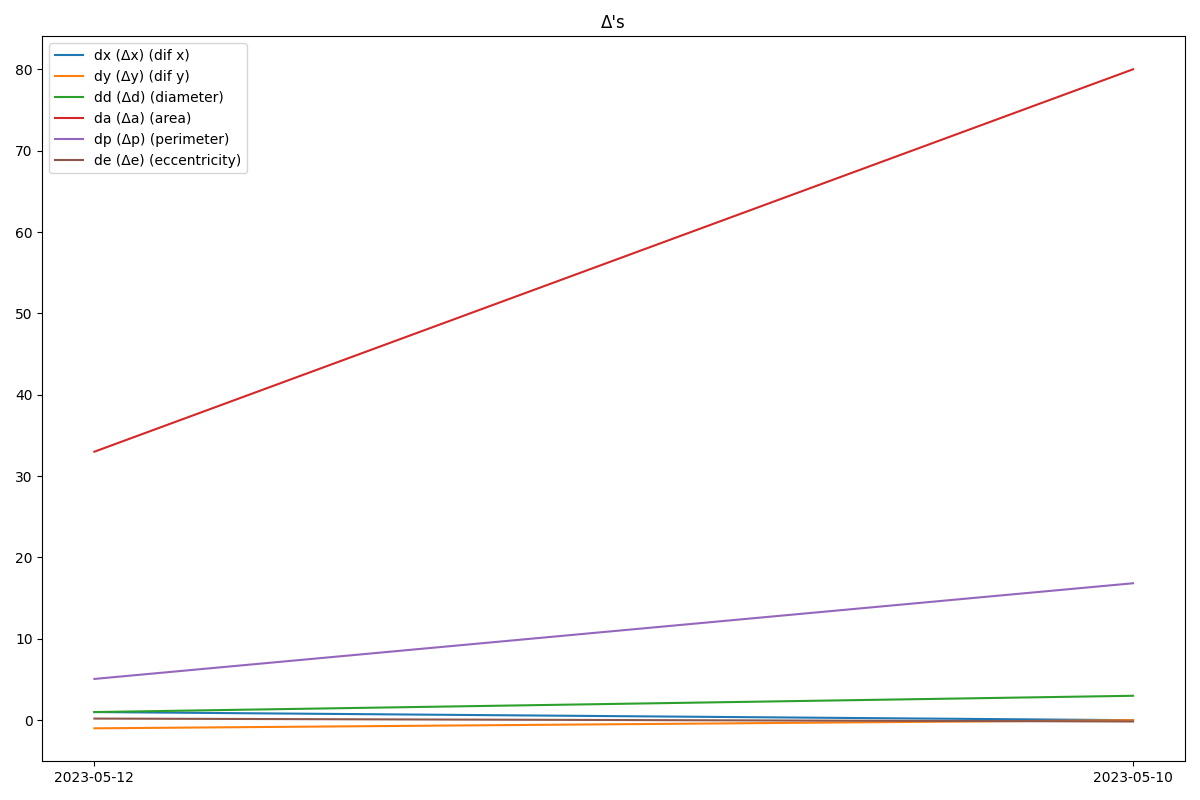 Δ's
dx (Δx) (dif x)
dy (Δy) (dif y)
dd (Δd) (diameter)
da (Δa) (area)
dp (Δp) (perimeter)
de (Δe) (eccentricity)
80
70
60
50
40
30
20
10
0
2023-05-12
2023-05-10